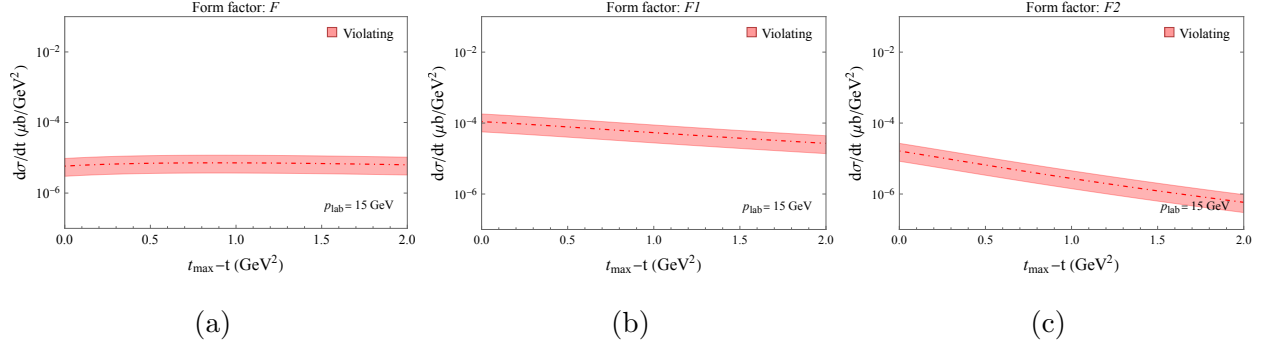 Form factor: F
Violating
10^-2
10^-4
10^-6
dσ/dt (μb/GeV^2)
p_lab = 15 GeV
0.0 0.5 1.0 1.5 2.0
t_max−t (GeV^2)
(a)
Form factor: F1
Violating
10^-2
10^-4
10^-6
dσ/dt (μb/GeV^2)
p_lab = 15 GeV
0.0 0.5 1.0 1.5 2.0
t_max−t (GeV^2)
(b)
Form factor: F2
Violating
10^-2
10^-4
10^-6
dσ/dt (μb/GeV^2)
p_lab = 15 GeV
0.0 0.5 1.0 1.5 2.0
t_max−t (GeV^2)
(c)